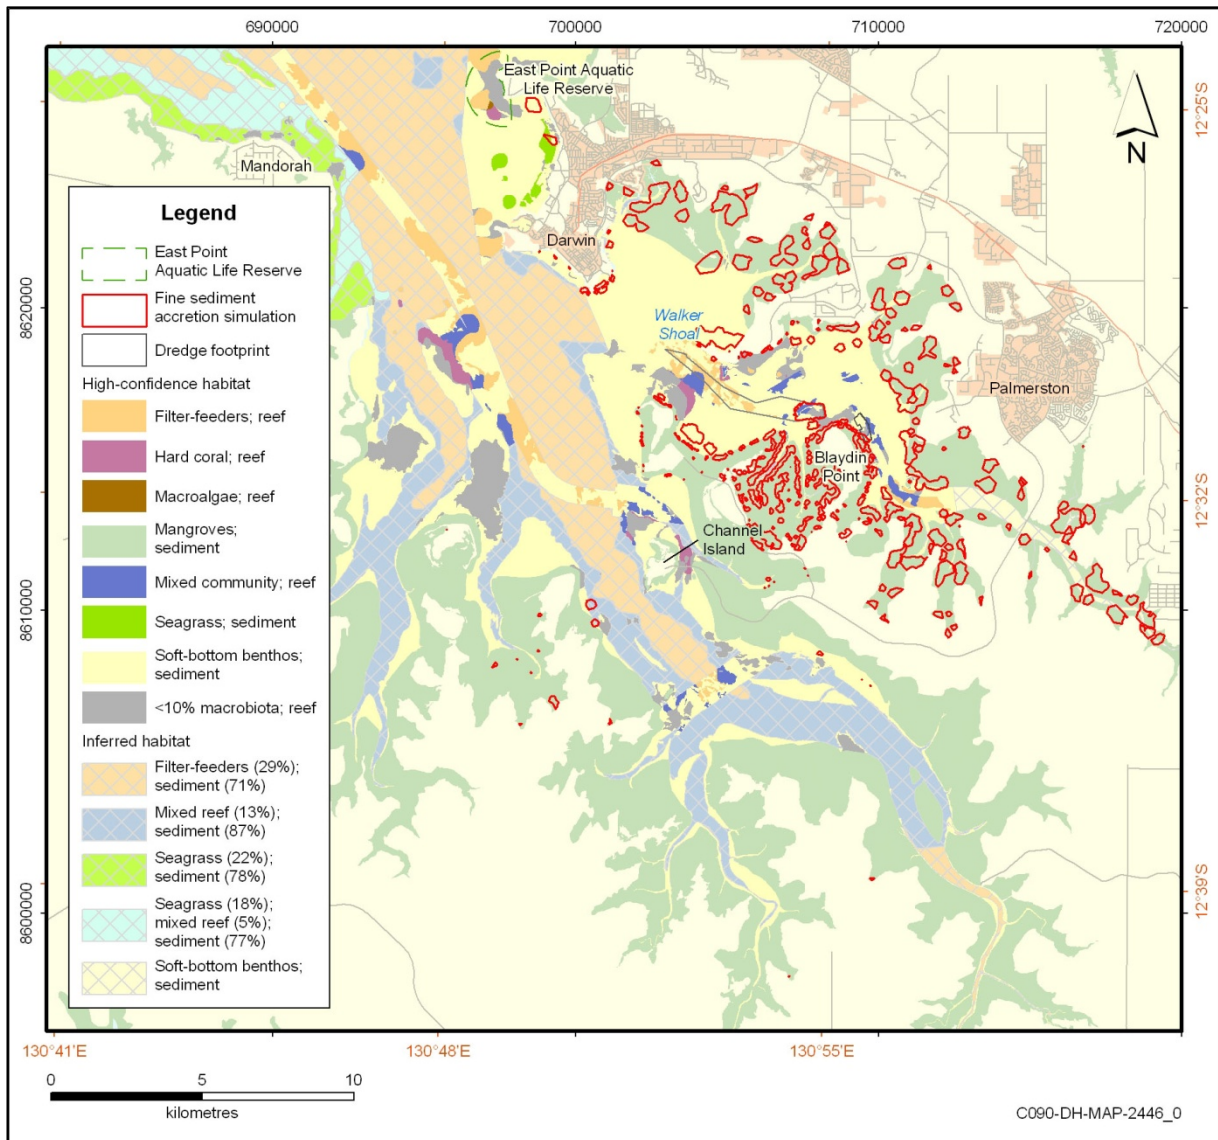 690000
700000
710000
720000
East Point Aquatic
Life Reserve
12°25'S
Mandorah
N
Legend
East Point
Aquatic Life Reserve
Fine sediment
accretion simulation
Dredge footprint
High-confidence habitat
Filter-feeders; reef
Hard coral; reef
Macroalgae; reef
Mangroves;
sediment
Mixed community; reef
Seagrass; sediment
Soft-bottom benthos;
sediment
<10% macrobiota; reef
Inferred habitat
Filter-feeders (29%);
sediment (71%)
Mixed reef (13%);
sediment (87%)
Seagrass (22%);
sediment (78%)
Seagrass (18%);
mixed reef (5%);
sediment (77%)
Soft-bottom benthos;
sediment
Darwin
8620000
Walker
Shoal
Palmerston
Blaydin
Point
12°32'S
Channel
Island
8610000
12°39'S
8600000
130°41'E
130°48'E
130°55'E
0
5
10
kilometres
C090-DH-MAP-2446_0